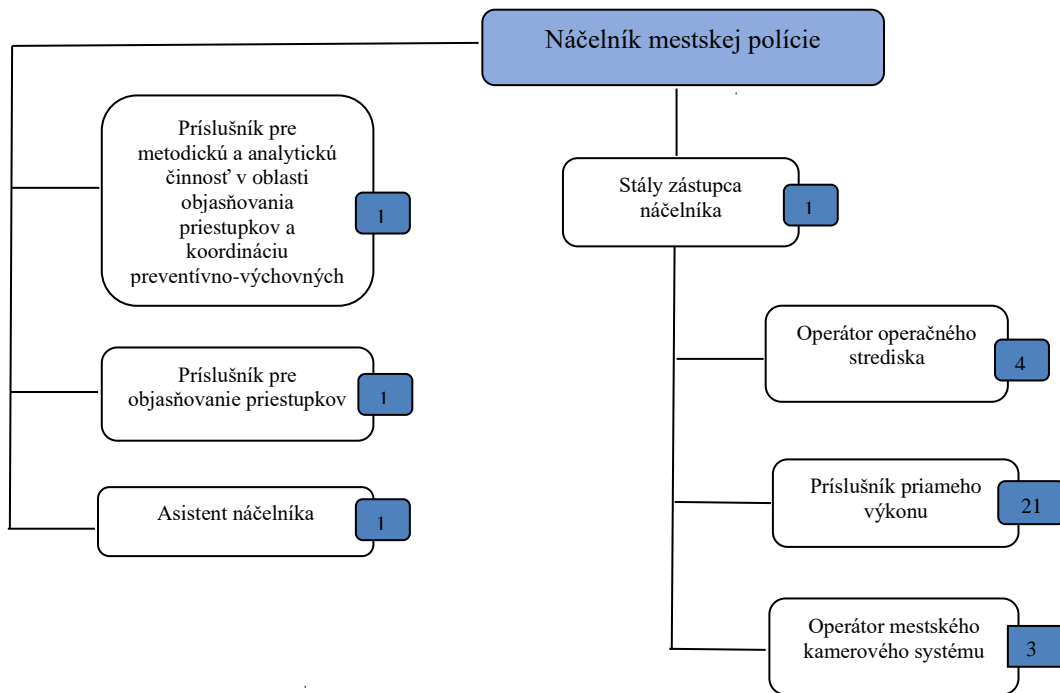 Náčelník mestskej polície
Príslušník pre
metodickú a analytickú
činnosť v oblasti
objasňovania
priestupkov a
koordináciu
preventívno-výchovných
1
Stály zástupca
náčelníka
1
Operátor operačného
strediska
4
Príslušník pre
objasňovanie priestupkov
1
Príslušník priameho
výkonu
21
Asistent náčelníka
1
Operátor mestského
kamerového systému
3